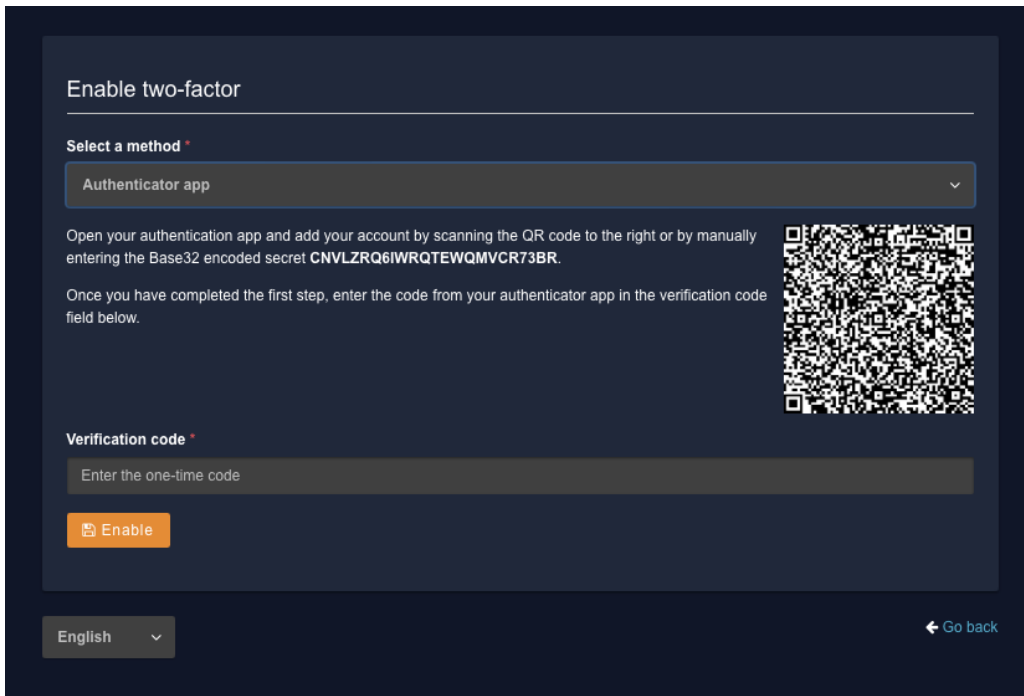 Enable two-factor
Select a method *
Authenticator app
Open your authentication app and add your account by scanning the QR code to the right or by manually
entering the Base32 encoded secret CNVLZRQ6IWRQTEWQMVCR73BR.
Once you have completed the first step, enter the code from your authenticator app in the verification code
field below.
Verification code *
Enter the one-time code
Enable
English
Go back